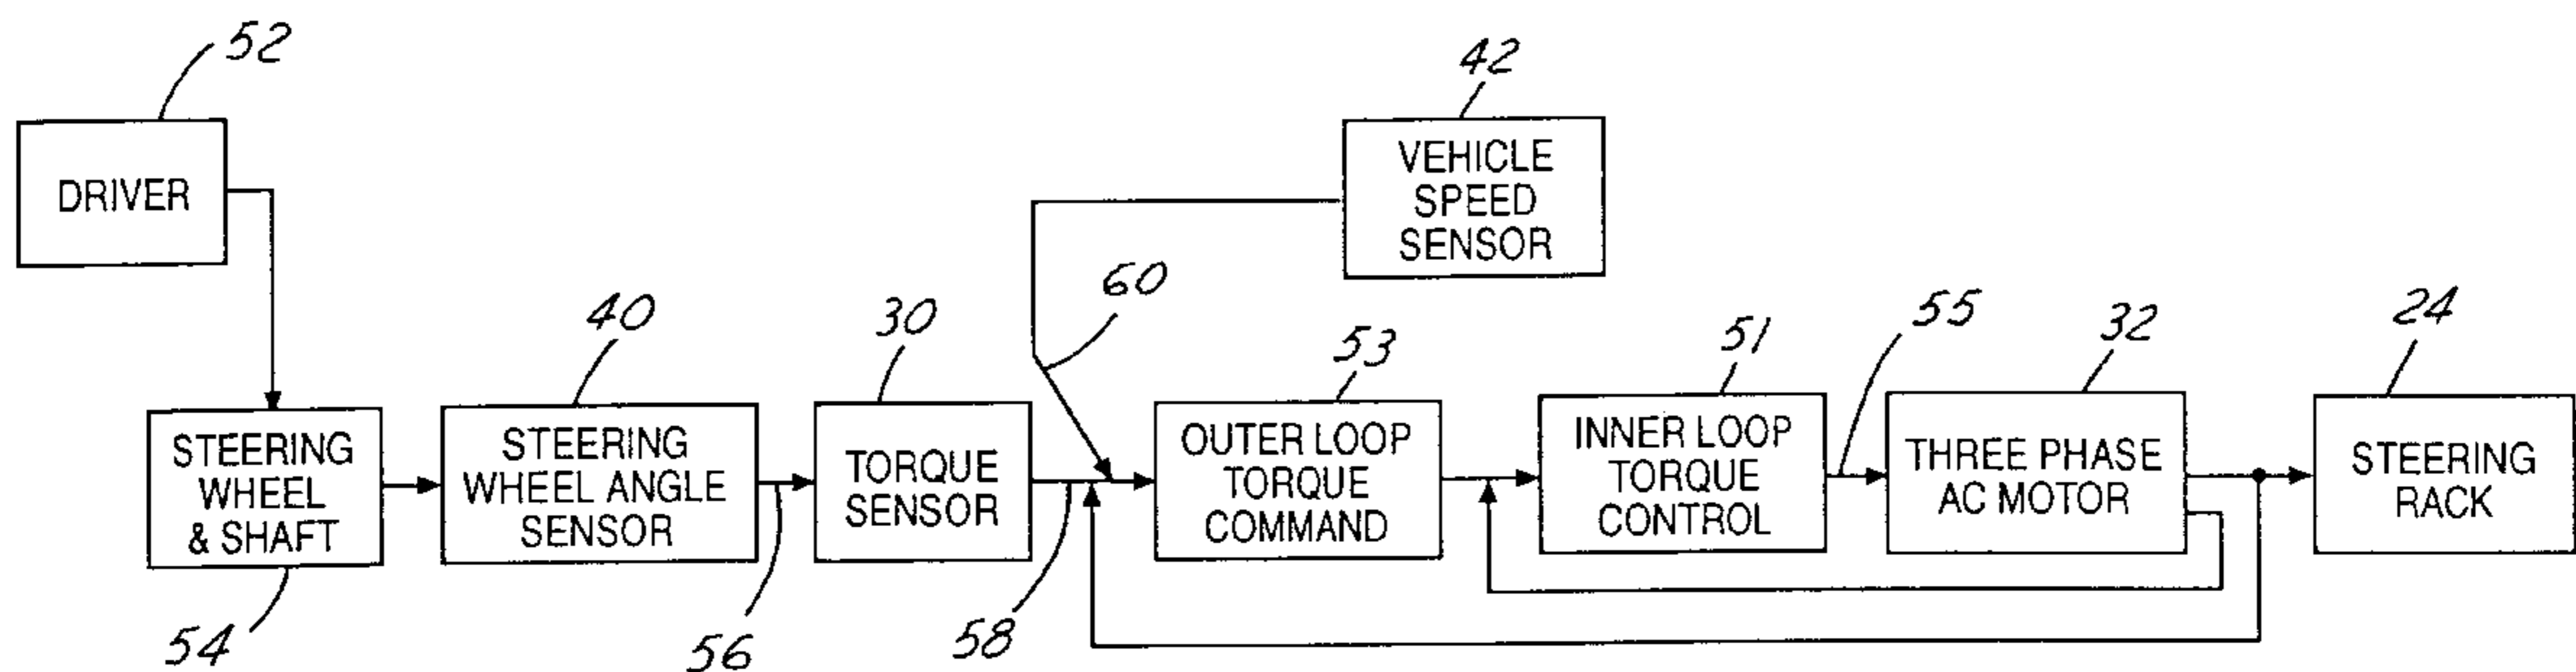 52
DRIVER
42
VEHICLE
SPEED
SENSOR
60
STEERING
WHEEL
& SHAFT
54
40
STEERING
WHEEL ANGLE
SENSOR
56
30
TORQUE
SENSOR
58
53
OUTER LOOP
TORQUE
COMMAND
51
INNER LOOP
TORQUE
CONTROL
55
32
THREE PHASE
AC MOTOR
24
STEERING
RACK